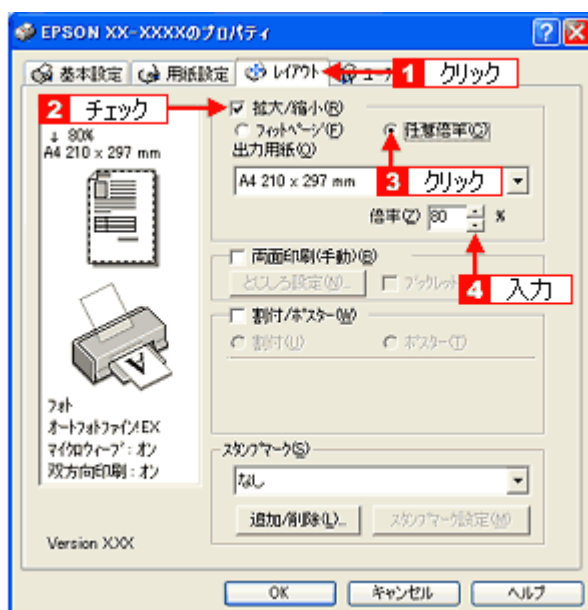 EPSON XX-XXXXのプロパティ
基本設定 用紙設定 レイアウト ユー
1 クリック
2 チェック
拡大/縮小(R)
↓ 80%
A4 210 x 297 mm
フィットページ(F) 任意倍率(C)
出力用紙(O)
A4 210 x 297 mm
3 クリック
倍率(Z) 80 %
両面印刷(手動)(B)
とじしろ設定(N)... ブックレット
4 入力
割付/ポスター(W)
割付(U) ポスター(T)
フォト
オートフォトファイン!EX
マイクロウィーブ : オン
双方向印刷 : オン
スタンプマーク(S)
なし
追加/削除(L)... スタンプマーク設定(M)
Version XXX
OK キャンセル ヘルプ